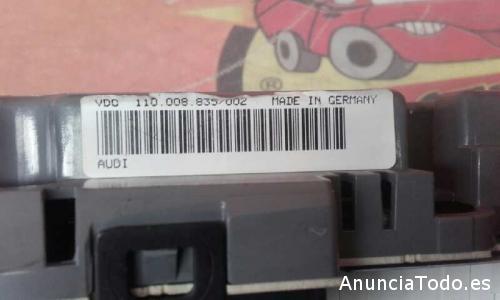 VDO 110.008.835/002 MADE IN GERMANY
AUDI
AnunciaTodo.es